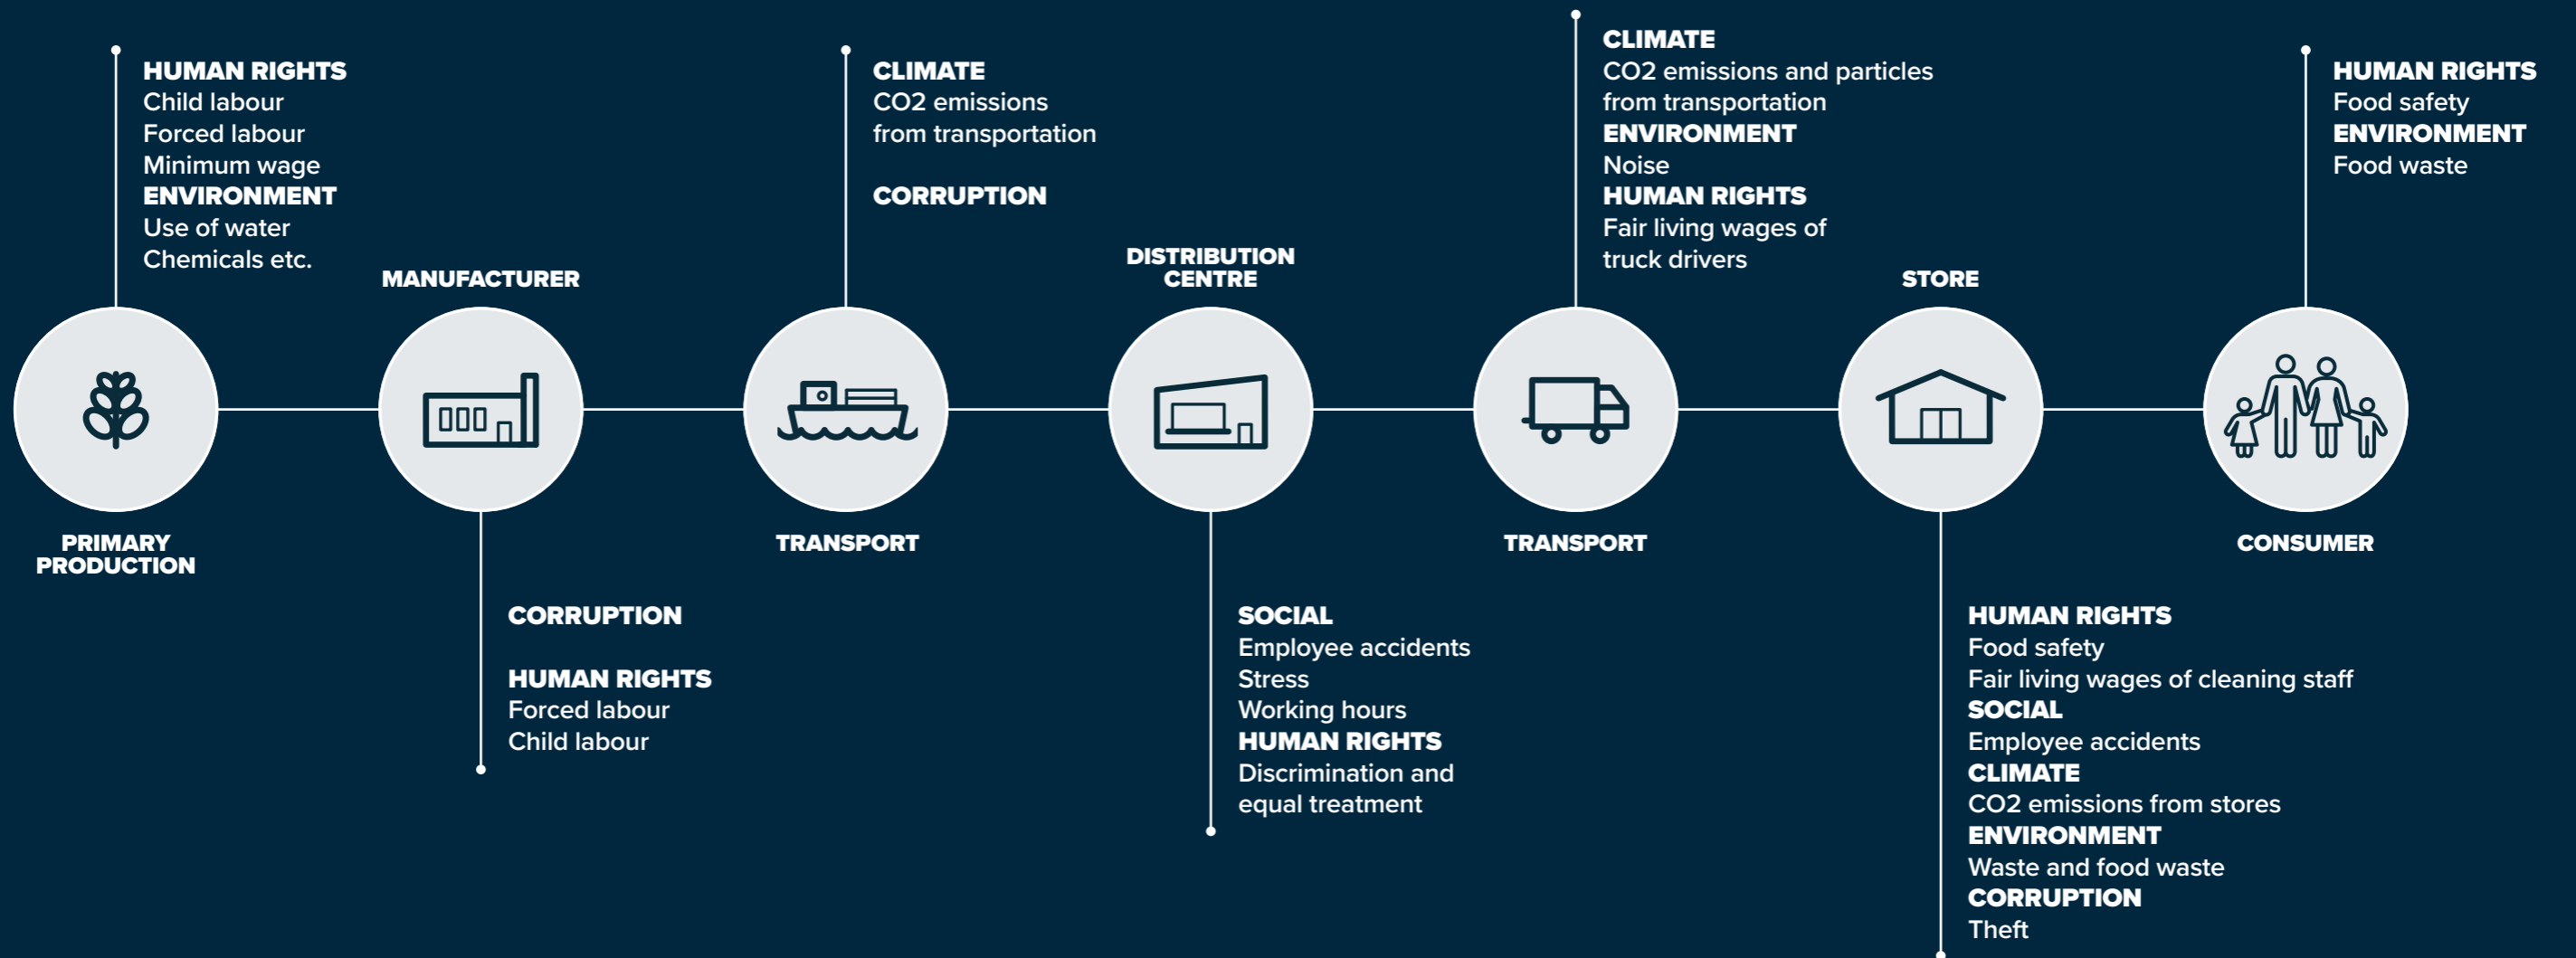 HUMAN RIGHTS
Child labour
Forced labour
Minimum wage
ENVIRONMENT
Use of water
Chemicals etc.
PRIMARY
PRODUCTION
MANUFACTURER
CORRUPTION
HUMAN RIGHTS
Forced labour
Child labour
CLIMATE
CO2 emissions
from transportation
CORRUPTION
TRANSPORT
DISTRIBUTION
CENTRE
SOCIAL
Employee accidents
Stress
Working hours
HUMAN RIGHTS
Discrimination and
equal treatment
CLIMATE
CO2 emissions and particles
from transportation
ENVIRONMENT
Noise
HUMAN RIGHTS
Fair living wages of
truck drivers
TRANSPORT
STORE
HUMAN RIGHTS
Food safety
Fair living wages of cleaning staff
SOCIAL
Employee accidents
CLIMATE
CO2 emissions from stores
ENVIRONMENT
Waste and food waste
CORRUPTION
Theft
HUMAN RIGHTS
Food safety
ENVIRONMENT
Food waste
CONSUMER